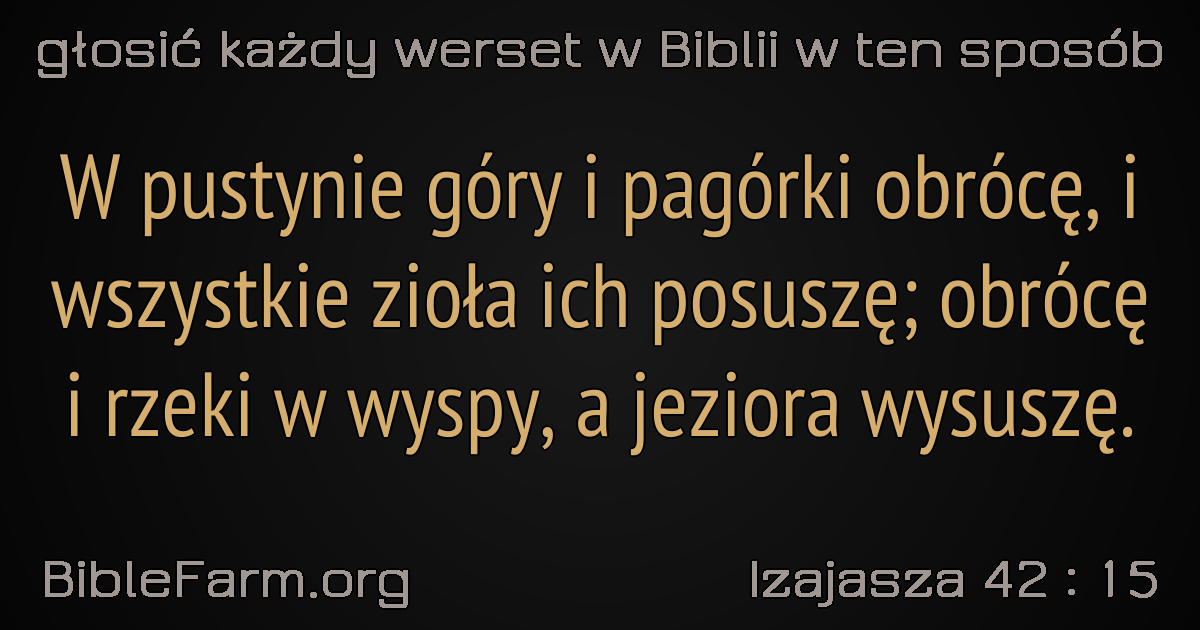 głosić każdy werset w Biblii w ten sposób
W pustynie góry i pagórki obrócę, i
wszystkie zioła ich posuszę; obrócę
i rzeki w wyspy, a jeziora wysuszę.
BibleFarm.org
Izajasza 42 : 15